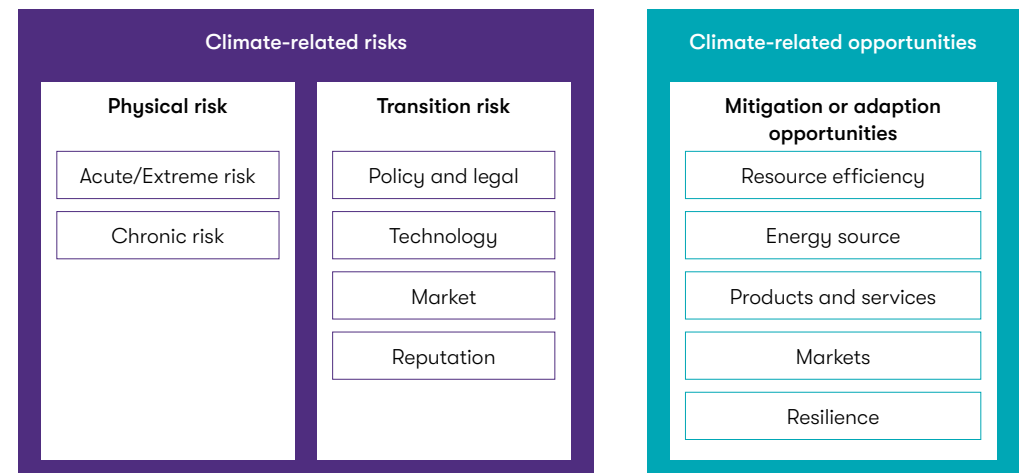 Climate-related risks
Physical risk
Acute/Extreme risk
Chronic risk
Transition risk
Policy and legal
Technology
Market
Reputation
Climate-related opportunities
Mitigation or adaption
opportunities
Resource efficiency
Energy source
Products and services
Markets
Resilience